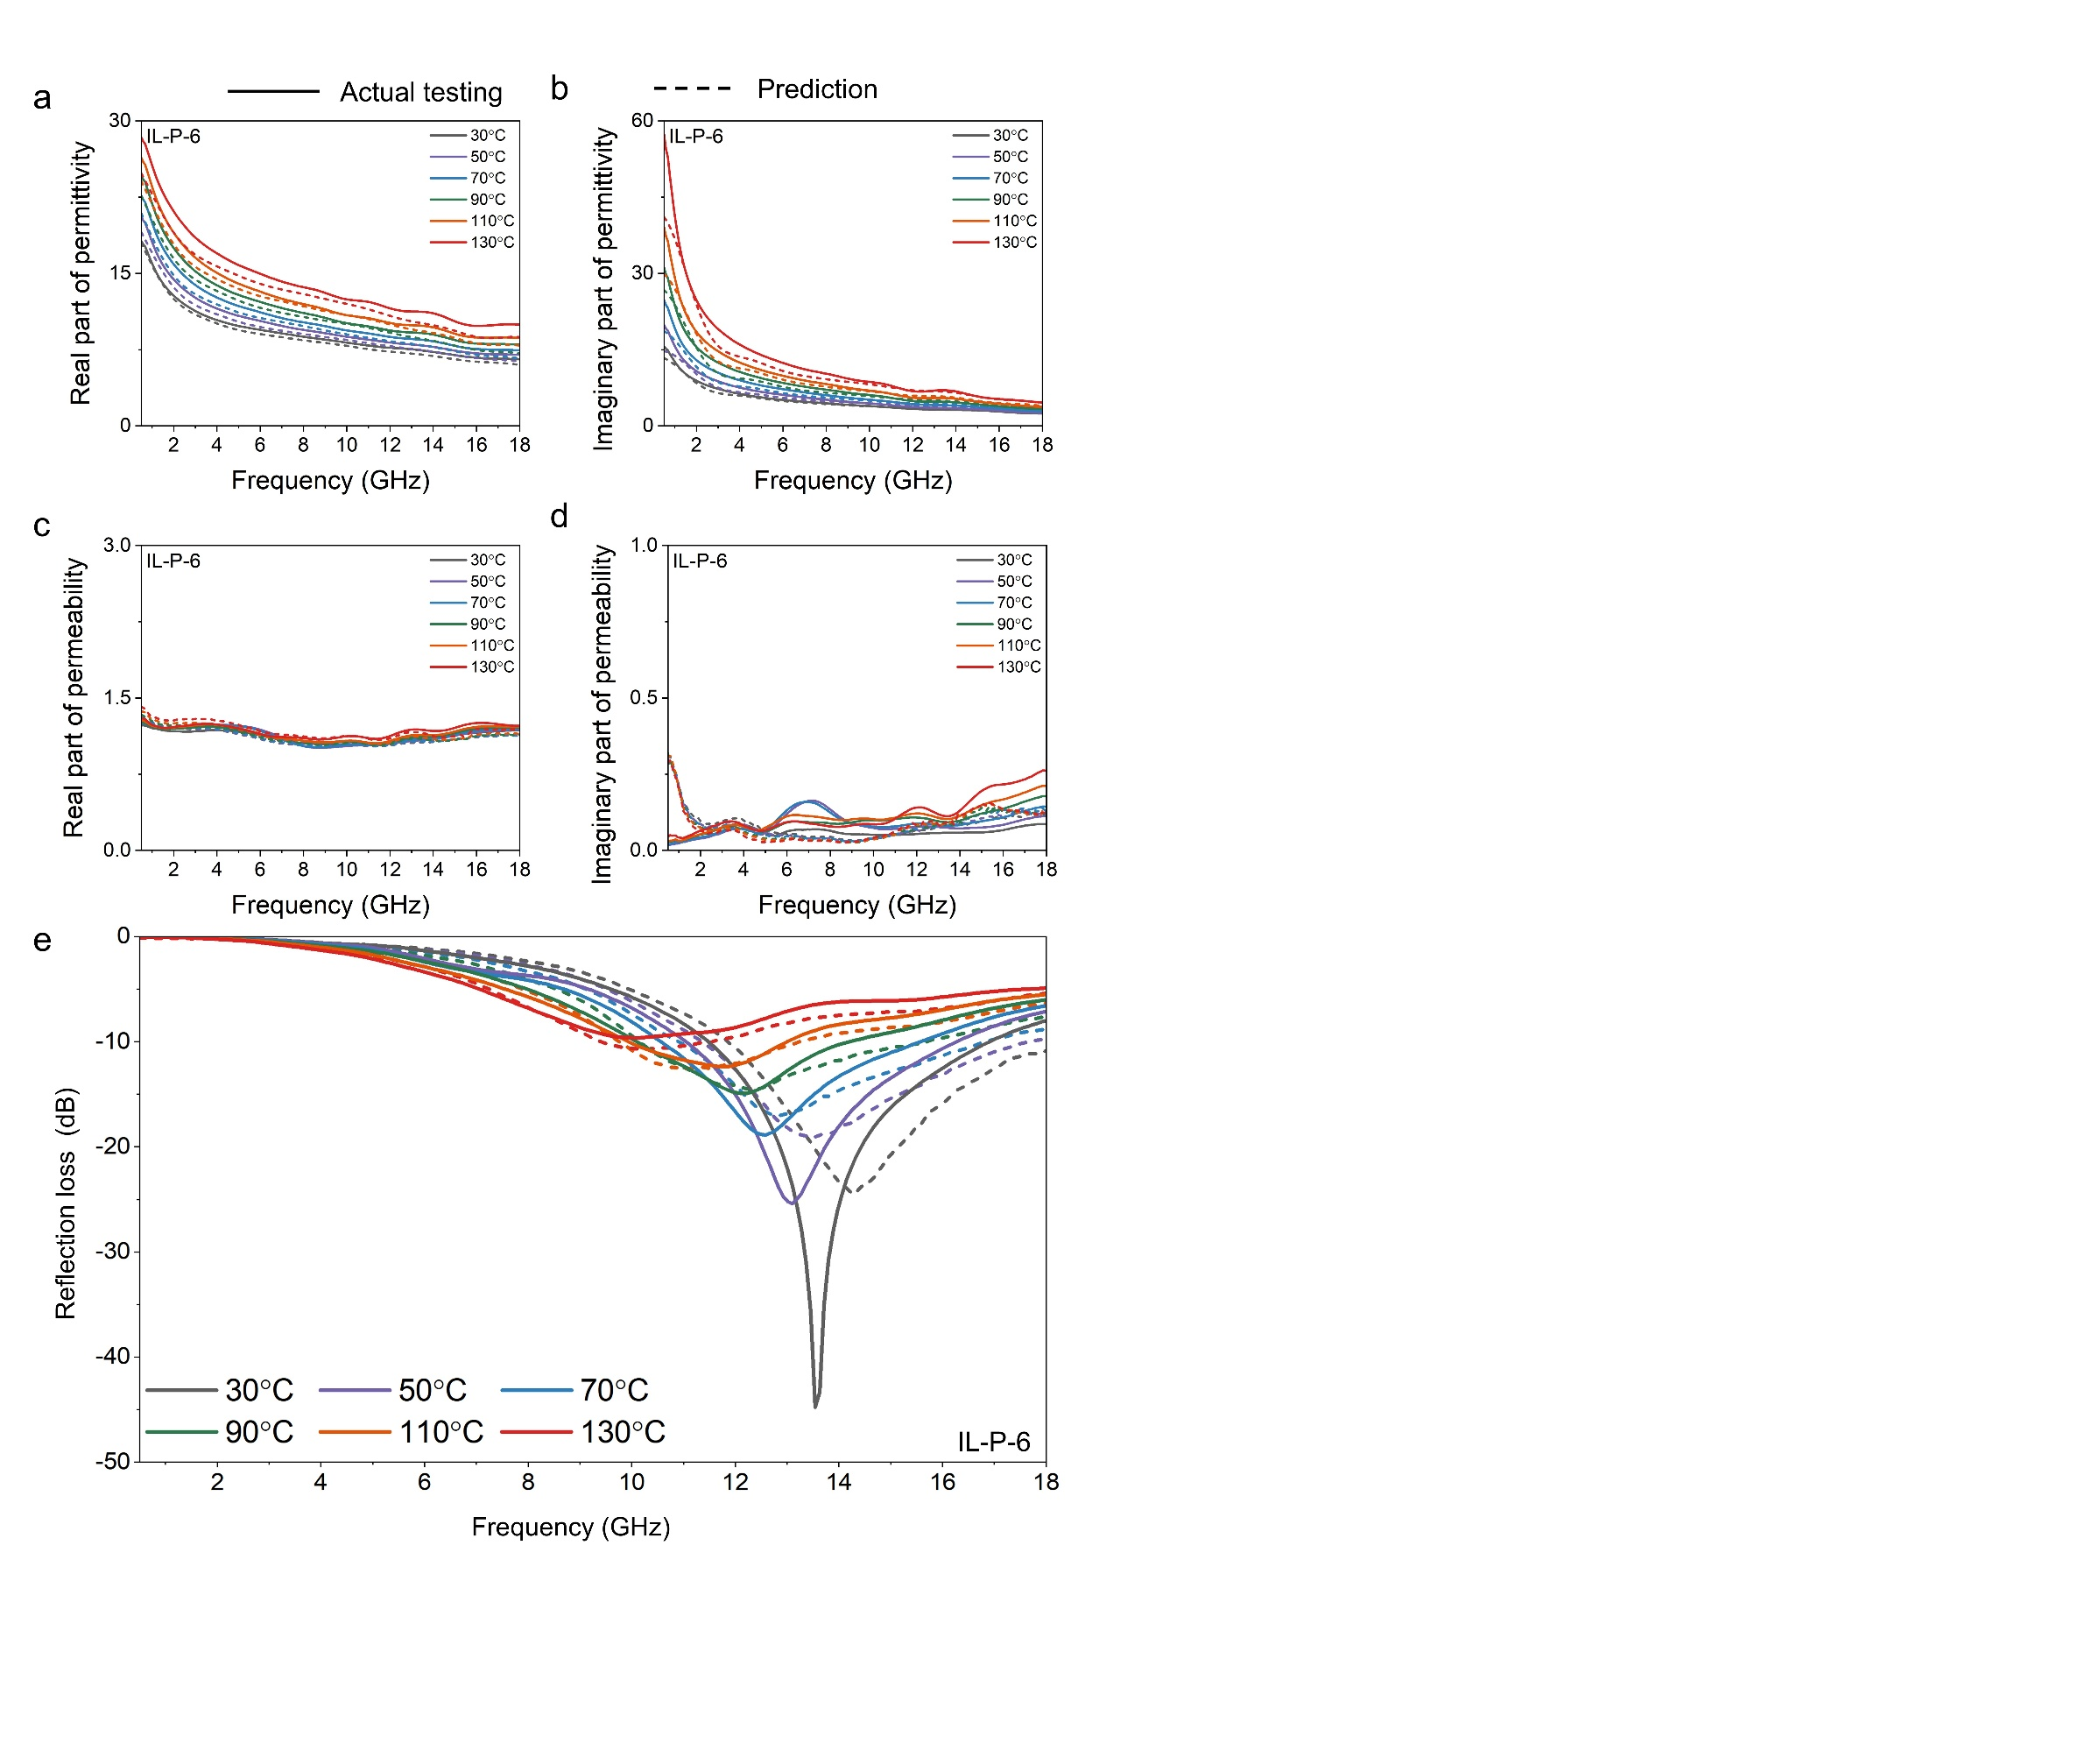 a
Actual testing
b
Prediction
Real part of permittivity
30
15
0
IL-P-6
30°C
50°C
70°C
90°C
110°C
130°C
2 4 6 8 10 12 14 16 18
Frequency (GHz)
Imaginary part of permittivity
60
30
0
IL-P-6
30°C
50°C
70°C
90°C
110°C
130°C
2 4 6 8 10 12 14 16 18
Frequency (GHz)
c
Real part of permeability
3.0
1.5
0.0
IL-P-6
30°C
50°C
70°C
90°C
110°C
130°C
2 4 6 8 10 12 14 16 18
Frequency (GHz)
d
Imaginary part of permeability
1.0
0.5
0.0
IL-P-6
30°C
50°C
70°C
90°C
110°C
130°C
2 4 6 8 10 12 14 16 18
Frequency (GHz)
e
Reflection loss (dB)
0
-10
-20
-30
-40
-50
30°C 50°C 70°C
90°C 110°C 130°C
IL-P-6
2 4 6 8 10 12 14 16 18
Frequency (GHz)